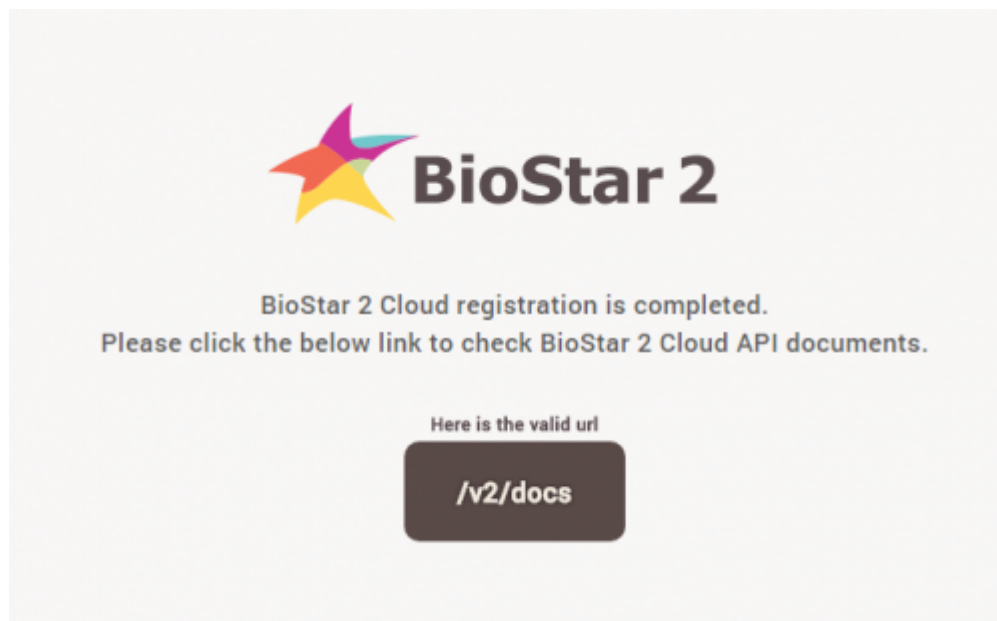 BioStar 2
BioStar 2 Cloud registration is completed.
Please click the below link to check BioStar 2 Cloud API documents.
Here is the valid url
/v2/docs